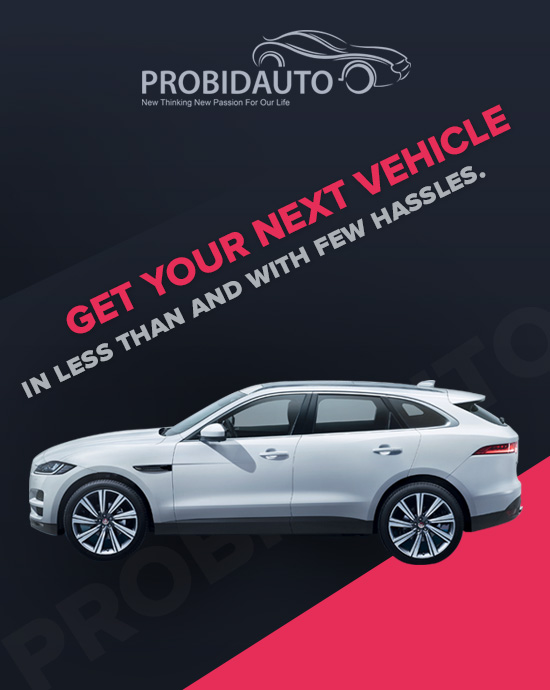 PROBIDAUTO
New Thinking New Passion For Our Life
GET YOUR NEXT VEHICLE
IN LESS THAN AND WITH FEW HASSLES.
PROBIDAUTO